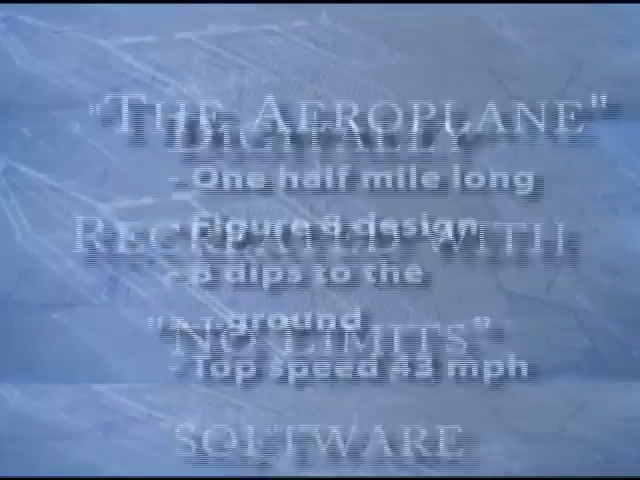 "THE AEROPLANE"
DIGITALLY
- One half mile long
- Figure 8 design
RECREATED WITH
dips to the
ground
"NO LIMITS"
- Top speed mph
SOFTWARE